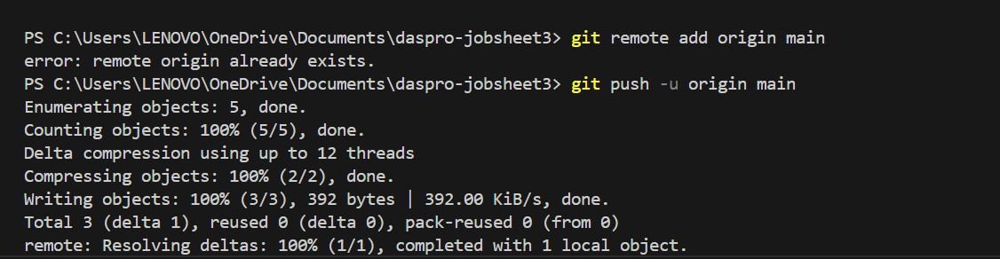 PS C:\Users\LENOVO\OneDrive\Documents\daspro-jobsheet3> git remote add origin main
error: remote origin already exists.
PS C:\Users\LENOVO\OneDrive\Documents\daspro-jobsheet3> git push -u origin main
Enumerating objects: 5, done.
Counting objects: 100% (5/5), done.
Delta compression using up to 12 threads
Compressing objects: 100% (2/2), done.
Writing objects: 100% (3/3), 392 bytes | 392.00 KiB/s, done.
Total 3 (delta 1), reused 0 (delta 0), pack-reused 0 (from 0)
remote: Resolving deltas: 100% (1/1), completed with 1 local object.